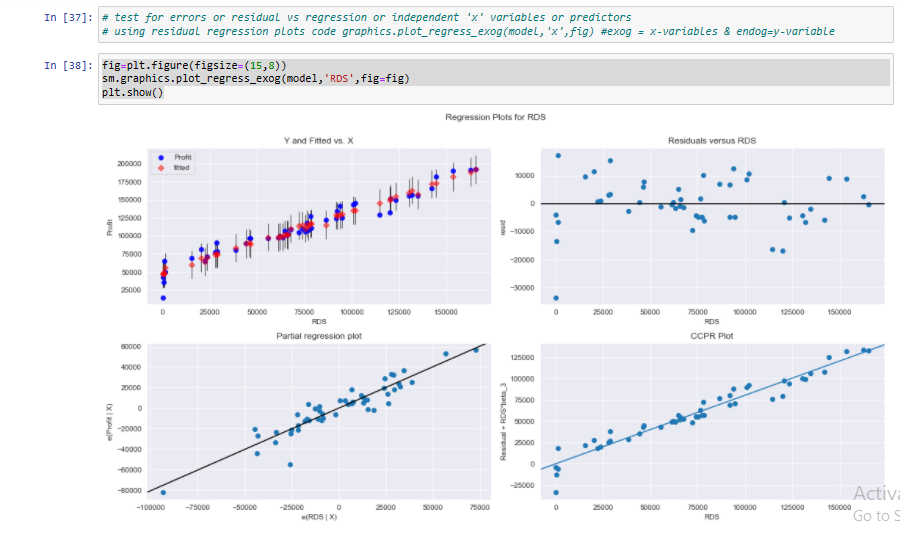 In [37]: # test for errors or residual vs regression or independent 'x' variables or predictors
# using residual regression plots code graphics.plot_regress_exog(model,'x',fig) #exog = x-variables & endog=y-variable
In [38]: fig=plt.figure(figsize=(15,8))
sm.graphics.plot_regress_exog(model,'RDS',fig=fig)
plt.show()
Regression Plots for RDS
Y and Fitted vs. X
Profit
fitted
200000
175000
150000
125000
100000
75000
50000
25000
Profit
0 25000 50000 75000 100000 125000 150000
RDS
Residuals versus RDS
10000
0
−10000
−20000
−30000
resid
0 25000 50000 75000 100000 125000 150000
RDS
Partial regression plot
60000
40000
20000
0
−20000
−40000
−60000
−80000
e(Profit | X)
−100000 −75000 −50000 −25000 0 25000 50000 75000
e(RDS | X)
CCPR Plot
125000
100000
75000
50000
25000
0
−25000
Residual + RDS*beta_3
0 25000 50000 75000 100000 125000 150000
RDS
Activa
Go to S